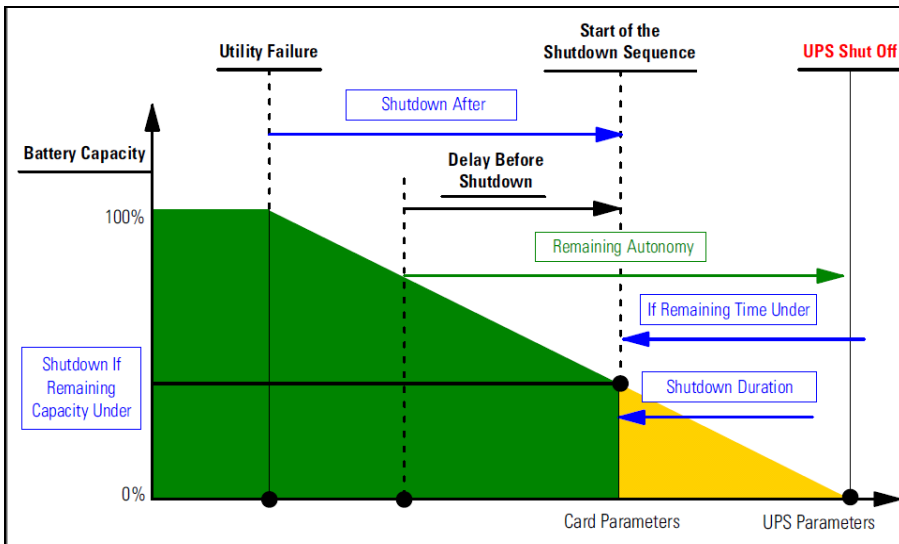 Utility Failure
Start of the
Shutdown Sequence
UPS Shut Off
Shutdown After
Battery Capacity
Delay Before
Shutdown
100%
Remaining Autonomy
If Remaining Time Under
Shutdown If
Remaining
Capacity Under
Shutdown Duration
0%
Card Parameters
UPS Parameters